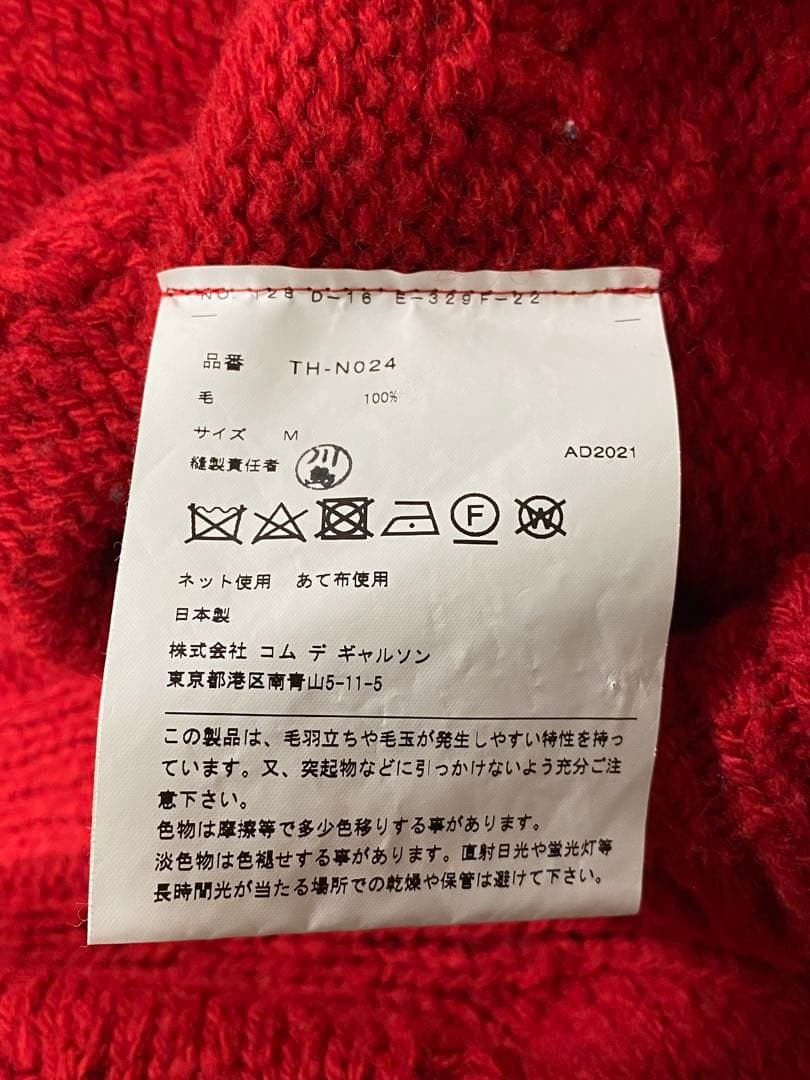 NO. 128 D-16 E-329F-22
品番 TH-N024
毛 100%
サイズ M
縫製責任者 川島
AD2021
F W
ネット使用 あて布使用
日本製
株式会社 コム デ ギャルソン
東京都港区南青山5-11-5
この製品は、毛羽立ちや毛玉が発生しやすい特性を持っ
ています。又、突起物などに引っかけないよう充分ご注
意下さい。
色物は摩擦等で多少色移りする事があります。
淡色物は色褪せする事があります。直射日光や蛍光灯等
長時間光が当たる場所での乾燥や保管は避けて下さい。